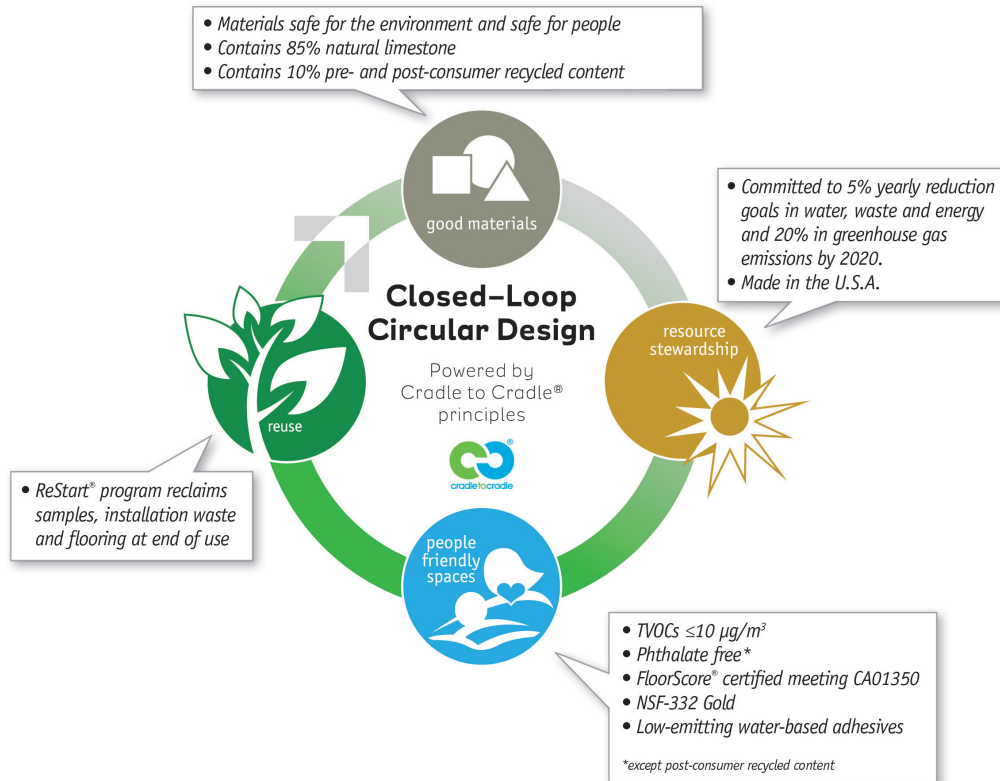 • Materials safe for the environment and safe for people
• Contains 85% natural limestone
• Contains 10% pre- and post-consumer recycled content
good materials
• Committed to 5% yearly reduction
goals in water, waste and energy
and 20% in greenhouse gas
emissions by 2020.
• Made in the U.S.A.
resource
stewardship
Closed–Loop
Circular Design
Powered by
Cradle to Cradle®
principles
®
cradletocradle
reuse
• ReStart® program reclaims
samples, installation waste
and flooring at end of use
people
friendly
spaces
• TVOCs ≤10 µg/m³
• Phthalate free*
• FloorScore® certified meeting CA01350
• NSF-332 Gold
• Low-emitting water-based adhesives
*except post-consumer recycled content